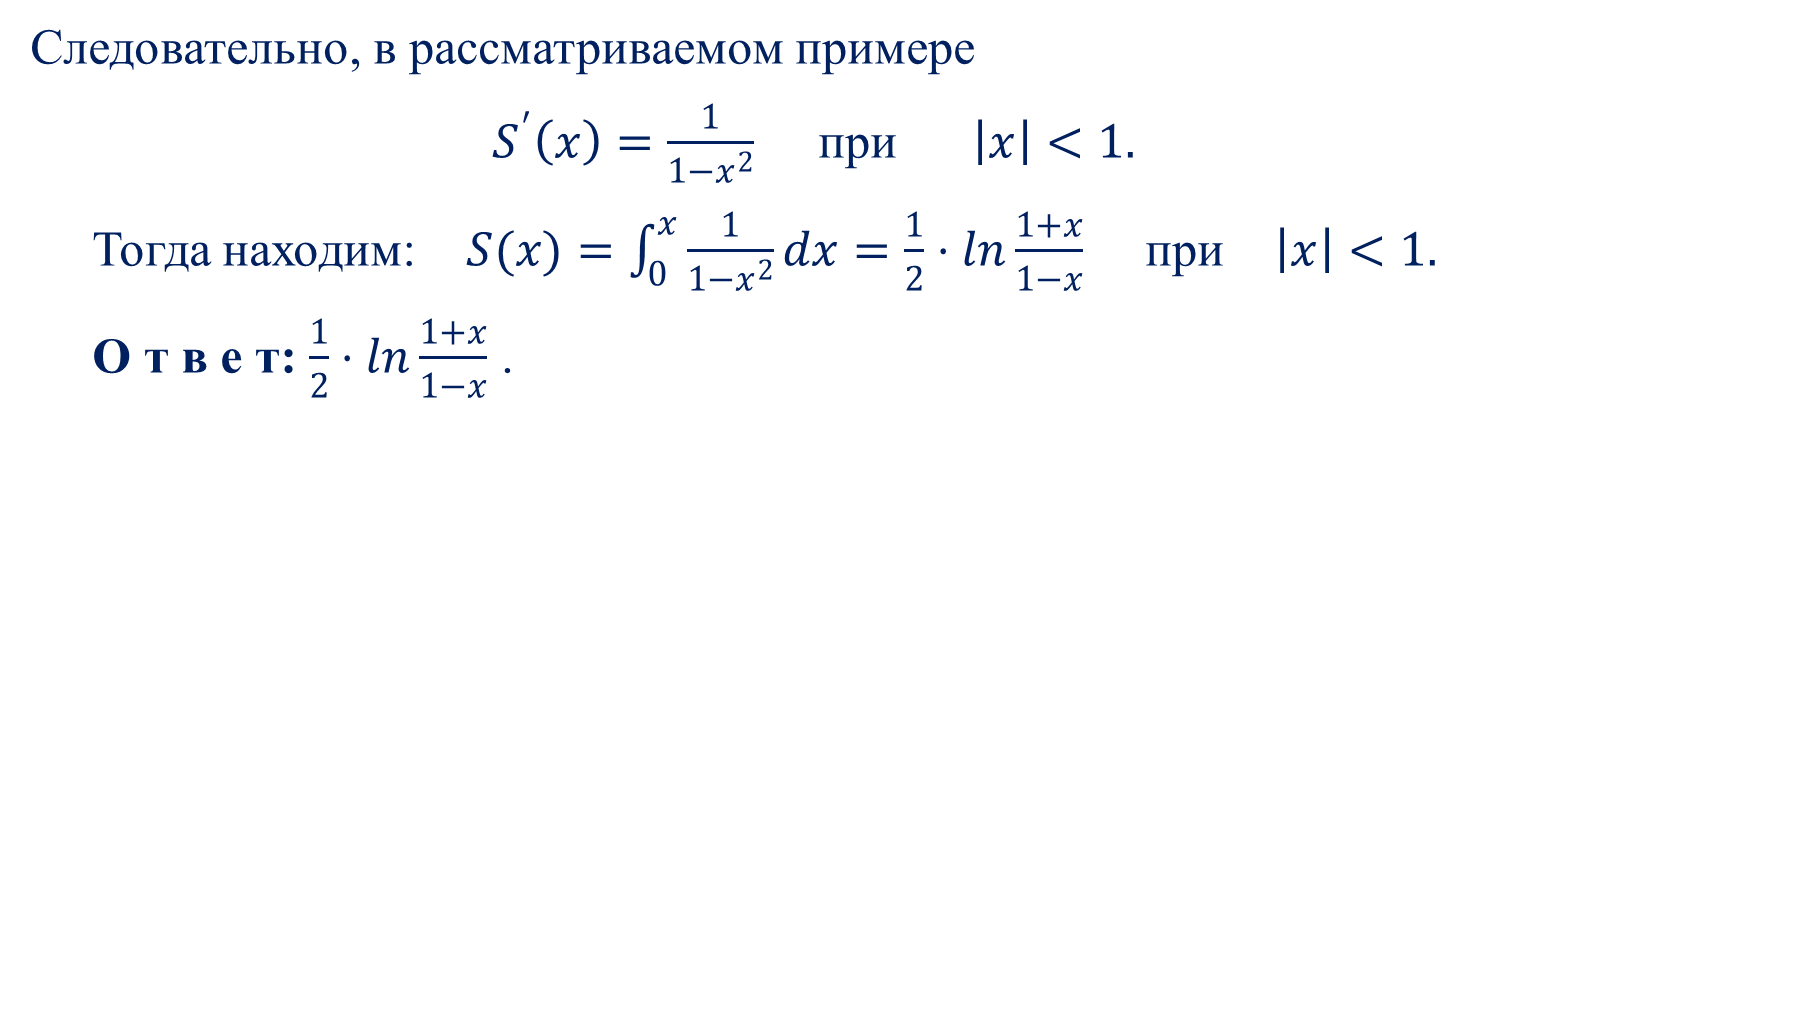 Следовательно, в рассматриваемом примере
S′(x) = 1/(1−x²) при |x| < 1.
Тогда находим: S(x) = ∫₀ˣ 1/(1−x²) dx = 1/2 · ln (1+x)/(1−x) при |x| < 1.
О т в е т: 1/2 · ln (1+x)/(1−x) .